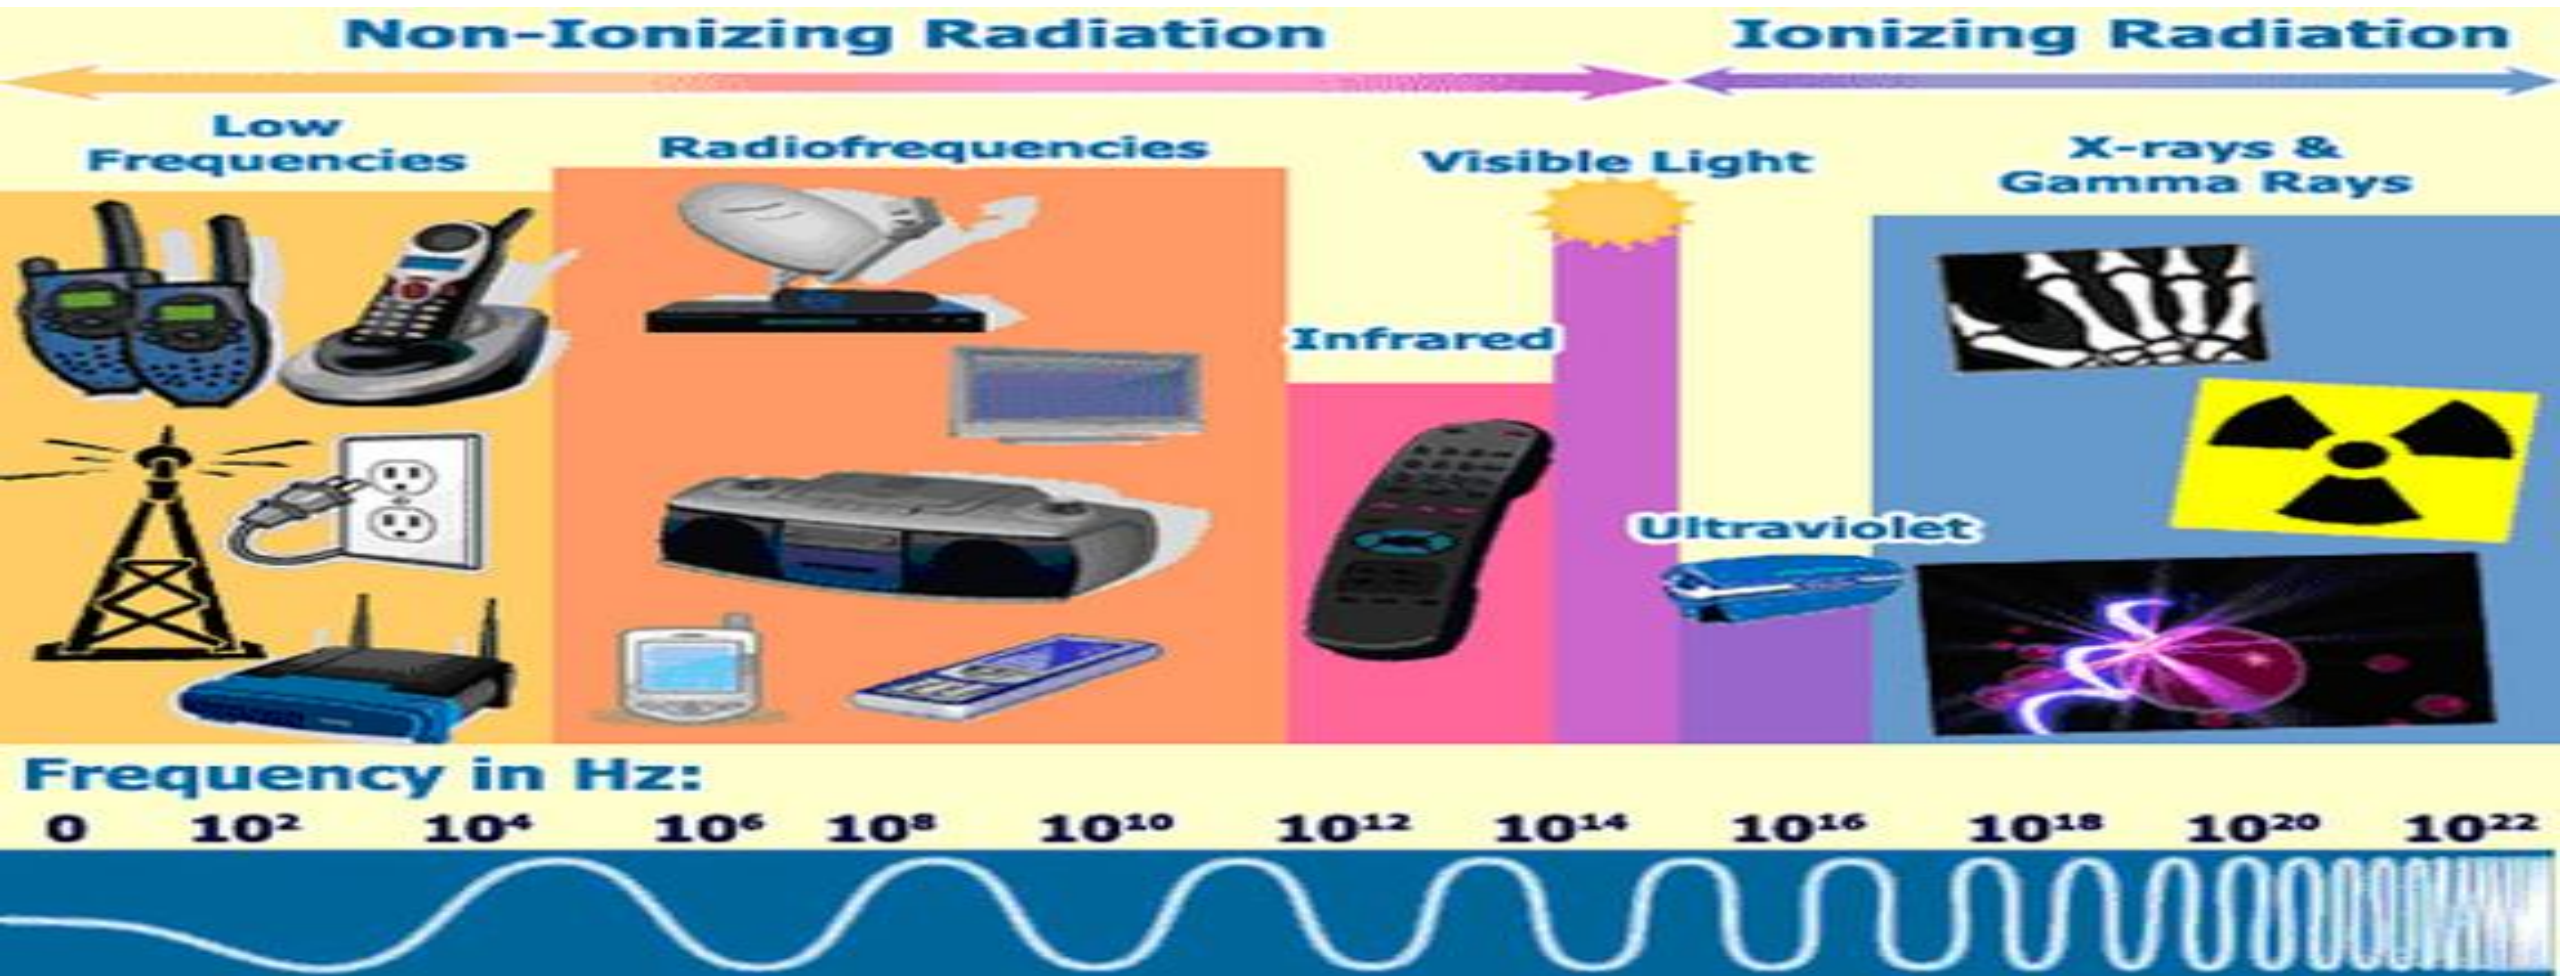 Non-Ionizing Radiation
Ionizing Radiation
Low
Frequencies
Radiofrequencies
Visible Light
X-rays &
Gamma Rays
Infrared
Ultraviolet
Frequency in Hz:
0 10² 10⁴ 10⁶ 10⁸ 10¹⁰ 10¹² 10¹⁴ 10¹⁶ 10¹⁸ 10²⁰ 10²²